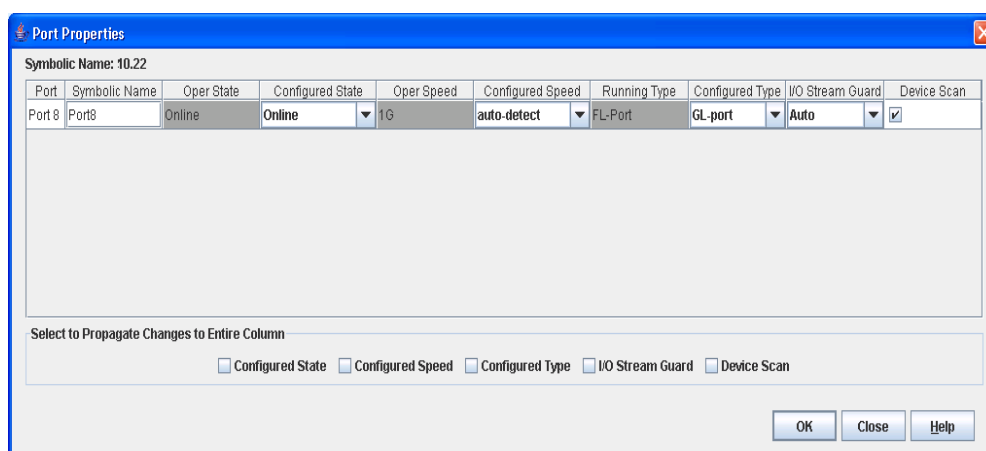 Port Properties
Symbolic Name: 10.22
Port Symbolic Name Oper State Configured State Oper Speed Configured Speed Running Type Configured Type I/O Stream Guard Device Scan
Port 8 Port8 Online Online 1G auto-detect FL-Port GL-port Auto
Select to Propagate Changes to Entire Column
Configured State Configured Speed Configured Type I/O Stream Guard Device Scan
OK Close Help